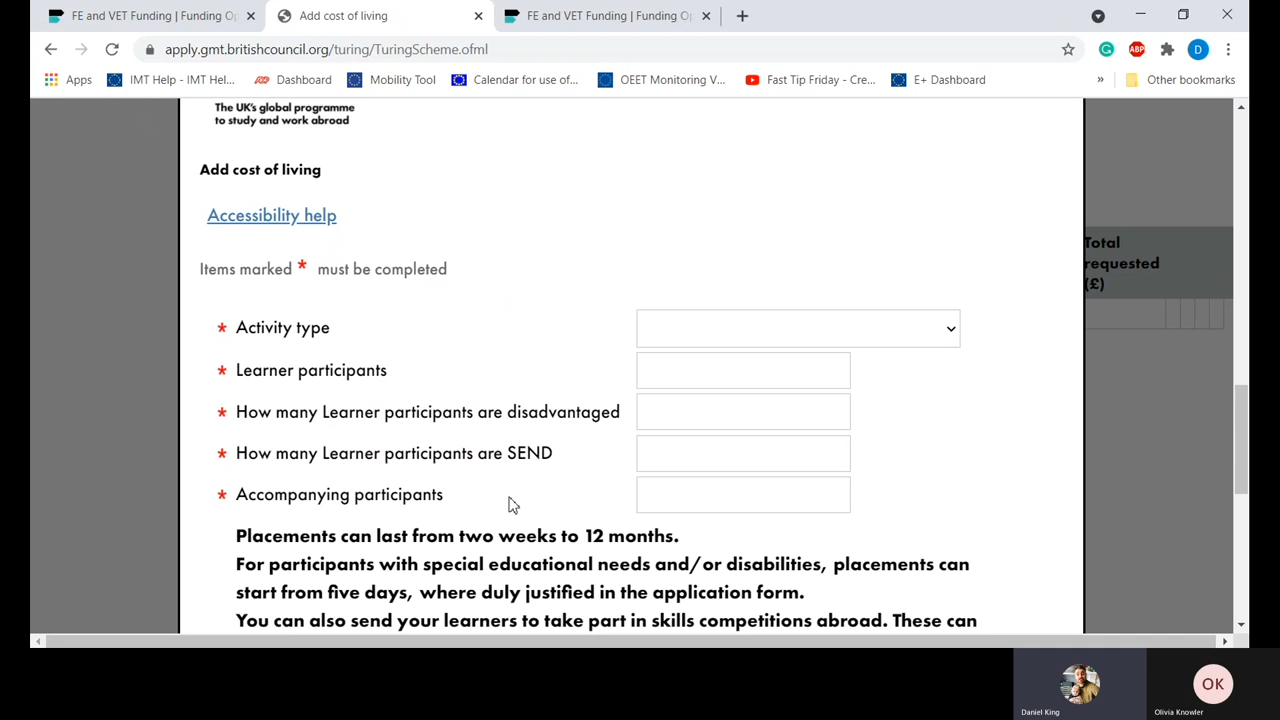 FE and VET Funding | Funding Op
Add cost of living
FE and VET Funding | Funding Op
apply.gmt.britishcouncil.org/turing/TuringScheme.ofml
ABP
D
Apps
IMT Help - IMT Hel...
Dashboard
Mobility Tool
Calendar for use of...
OEET Monitoring V...
Fast Tip Friday - Cre...
E+ Dashboard
»
Other bookmarks
The UK's global programme
to study and work abroad
Add cost of living
Accessibility help
Items marked * must be completed
Total
requested
(£)
* Activity type
* Learner participants
* How many Learner participants are disadvantaged
* How many Learner participants are SEND
* Accompanying participants
Placements can last from two weeks to 12 months.
For participants with special educational needs and/or disabilities, placements can
start from five days, where duly justified in the application form.
You can also send your learners to take part in skills competitions abroad. These can
OK
Daniel King
Olivia Knowler